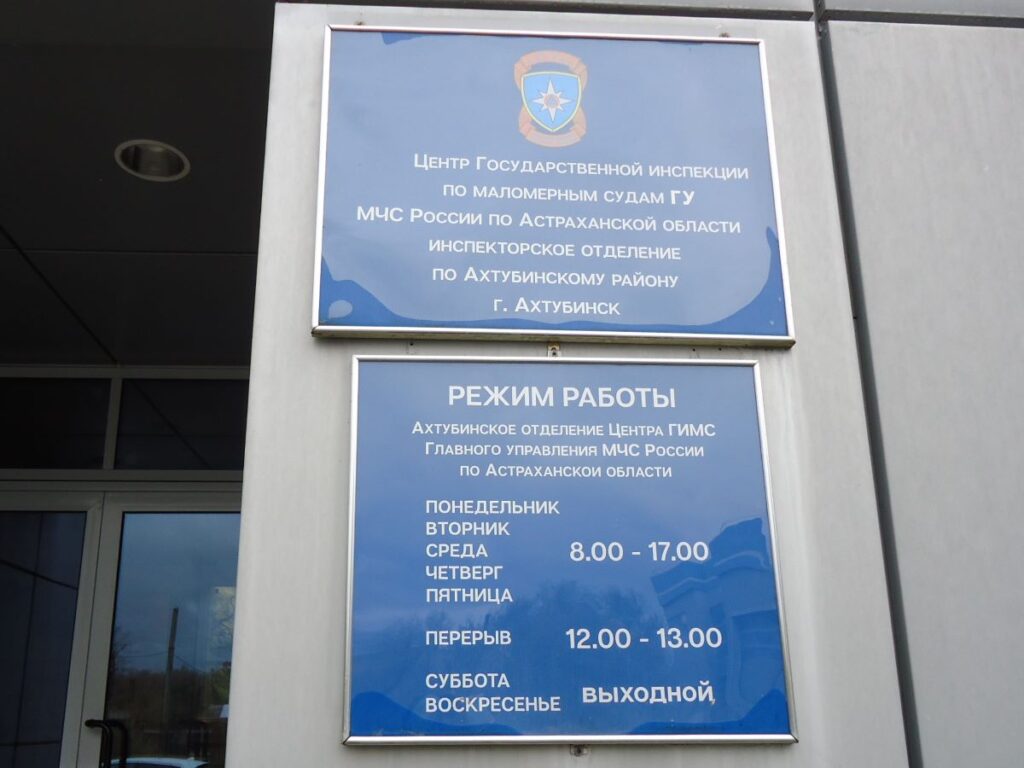 Центр Государственной инспекции
по маломерным судам ГУ
МЧС России по Астраханской области
инспекторское отделение
по Ахтубинскому району
г. Ахтубинск
РЕЖИМ РАБОТЫ
Ахтубинское отделение Центра ГИМС
Главного управления МЧС России
по Астраханской области
ПОНЕДЕЛЬНИК
ВТОРНИК
СРЕДА 8.00 - 17.00
ЧЕТВЕРГ
ПЯТНИЦА
ПЕРЕРЫВ 12.00 - 13.00
СУББОТА
ВОСКРЕСЕНЬЕ ВЫХОДНОЙ